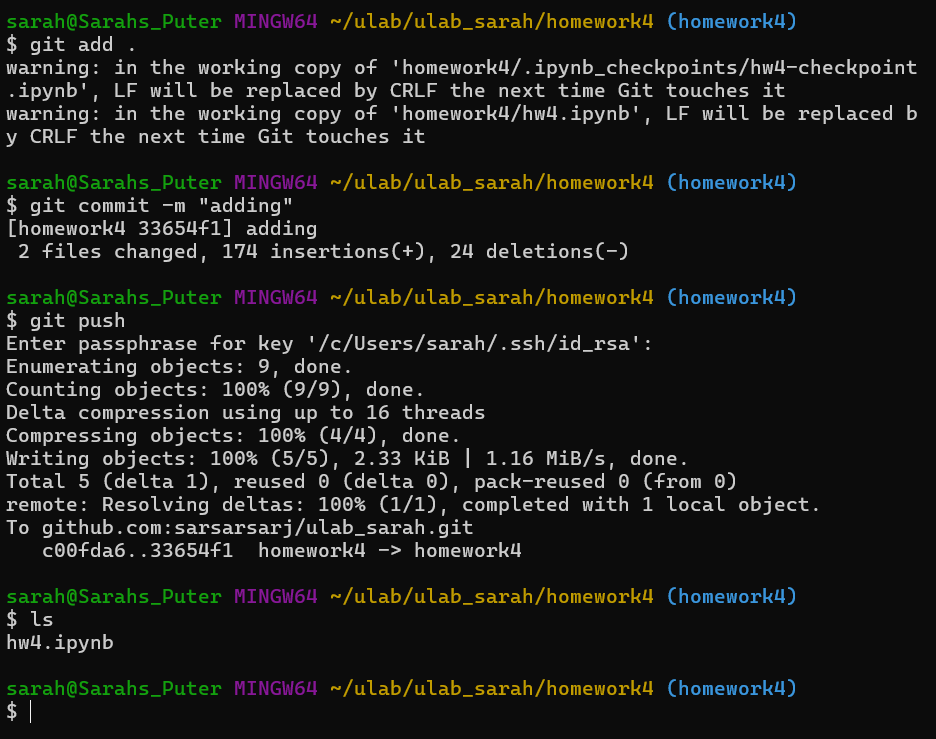 sarah@Sarahs_Puter MINGW64 ~/ulab/ulab_sarah/homework4 (homework4)
$ git add .
warning: in the working copy of 'homework4/.ipynb_checkpoints/hw4-checkpoint
.ipynb', LF will be replaced by CRLF the next time Git touches it
warning: in the working copy of 'homework4/hw4.ipynb', LF will be replaced b
y CRLF the next time Git touches it
sarah@Sarahs_Puter MINGW64 ~/ulab/ulab_sarah/homework4 (homework4)
$ git commit -m "adding"
[homework4 33654f1] adding
 2 files changed, 174 insertions(+), 24 deletions(-)
sarah@Sarahs_Puter MINGW64 ~/ulab/ulab_sarah/homework4 (homework4)
$ git push
Enter passphrase for key '/c/Users/sarah/.ssh/id_rsa':
Enumerating objects: 9, done.
Counting objects: 100% (9/9), done.
Delta compression using up to 16 threads
Compressing objects: 100% (4/4), done.
Writing objects: 100% (5/5), 2.33 KiB | 1.16 MiB/s, done.
Total 5 (delta 1), reused 0 (delta 0), pack-reused 0 (from 0)
remote: Resolving deltas: 100% (1/1), completed with 1 local object.
To github.com:sarsarsarj/ulab_sarah.git
   c00fda6..33654f1  homework4 -> homework4
sarah@Sarahs_Puter MINGW64 ~/ulab/ulab_sarah/homework4 (homework4)
$ ls
hw4.ipynb
sarah@Sarahs_Puter MINGW64 ~/ulab/ulab_sarah/homework4 (homework4)
$